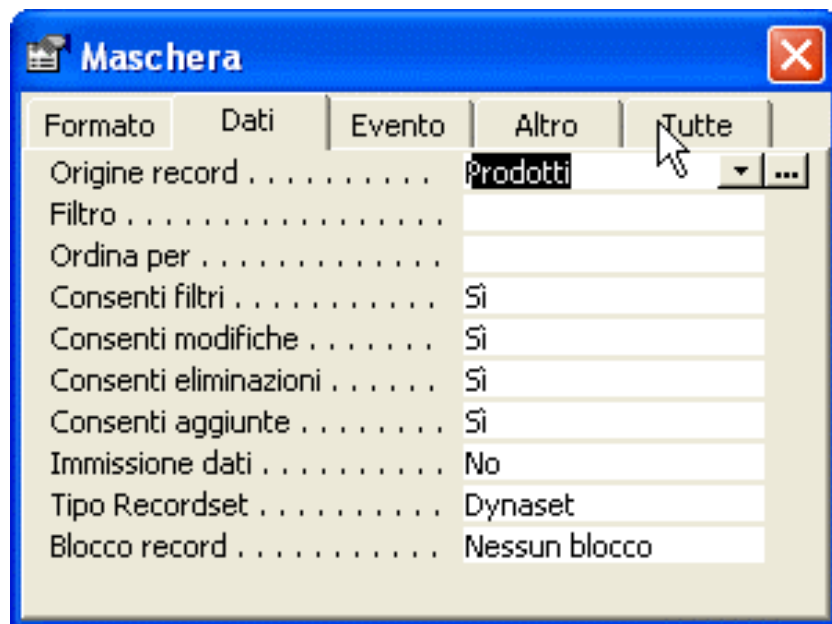 Maschera
Formato Dati Evento Altro Tutte
Origine record . . . . . . . . . . Prodotti ...
Filtro . . . . . . . . . . . . . . . . . .
Ordina per . . . . . . . . . . . . .
Consenti filtri . . . . . . . . . . . Sì
Consenti modifiche . . . . . . . Sì
Consenti eliminazioni . . . . . . Sì
Consenti aggiunte . . . . . . . . Sì
Immissione dati . . . . . . . . . . No
Tipo Recordset . . . . . . . . . . Dynaset
Blocco record . . . . . . . . . . . Nessun blocco